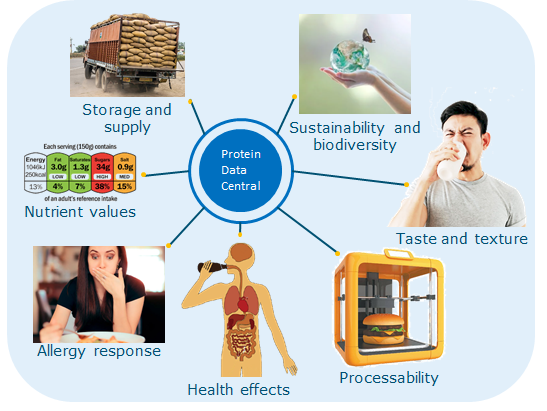 Storage and
supply
Sustainability and
biodiversity
Protein
Data
Central
Each serving (150g) contains
Energy
1046kJ
250kcal
13%
Fat
3.0g
LOW
4%
Saturates
1.3g
LOW
7%
Sugars
34g
HIGH
38%
Salt
0.9g
MED
15%
of an adult's reference intake
Nutrient values
Taste and texture
Allergy response
Health effects
Processability